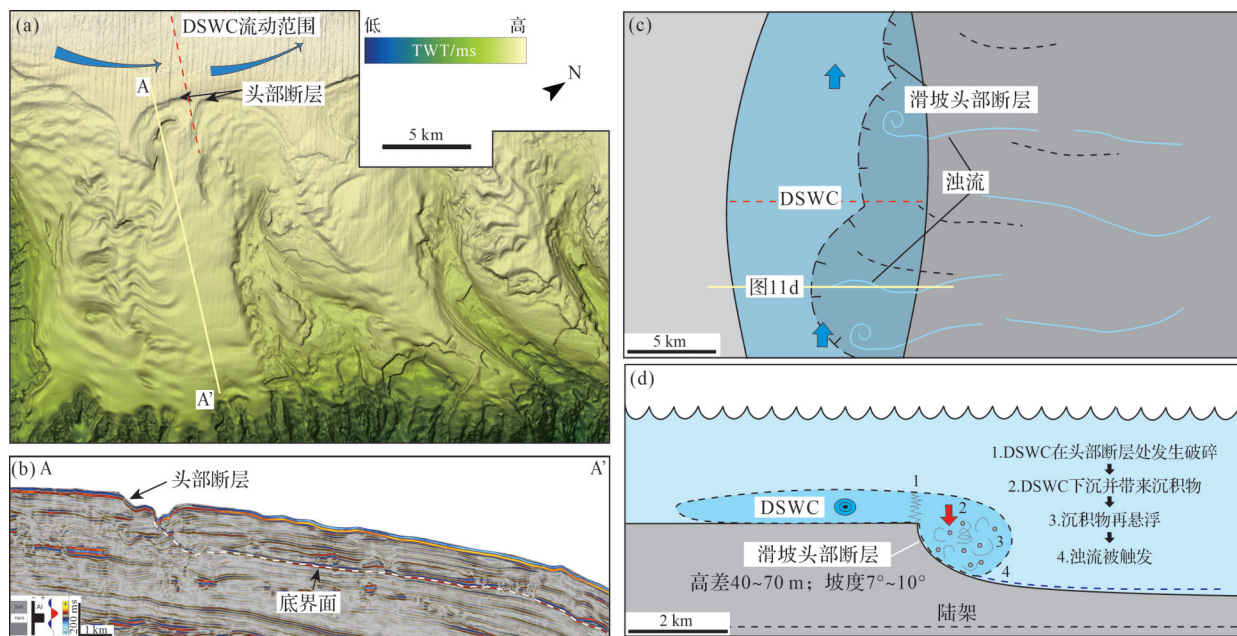 (a)
DSWC流动范围
低
高
TWT/ms
N
A
头部断层
5 km
A'
(b)
A
A'
头部断层
底界面
Soft
Hard
AI
200 ms
1 km
(c)
滑坡头部断层
浊流
DSWC
图11d
5 km
(d)
1.DSWC在头部断层处发生破碎
2.DSWC下沉并带来沉积物
3.沉积物再悬浮
4.浊流被触发
1
DSWC
2
3
滑坡头部断层
4
高差40~70 m；坡度7°~10°
陆架
2 km